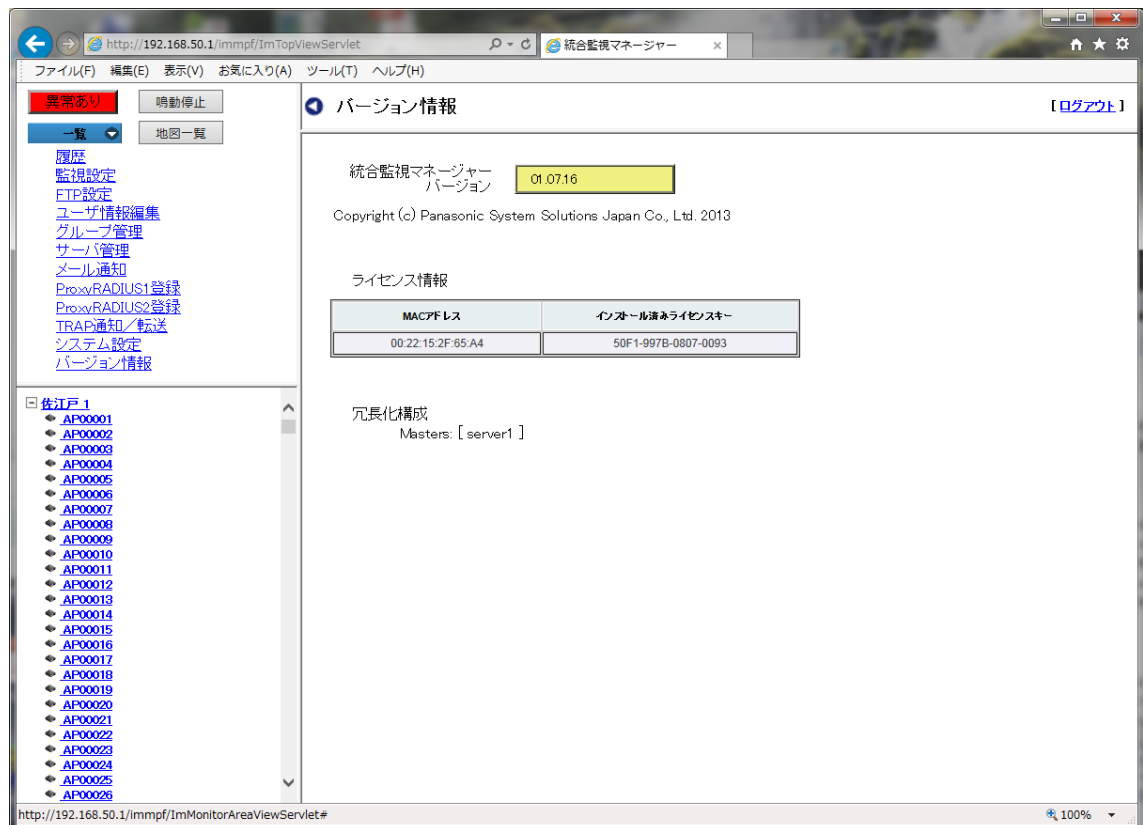 http://192.168.50.1/immpf/ImTopViewServlet
統合監視マネージャー
ファイル(F) 編集(E) 表示(V) お気に入り(A) ツール(T) ヘルプ(H)
異常あり 鳴動停止
一覧 地図一覧
履歴
監視設定
FTP設定
ユーザ情報編集
グループ管理
サーバ管理
メール通知
ProxyRADIUS1登録
ProxyRADIUS2登録
TRAP通知／転送
システム設定
バージョン情報
佐江戸 1
AP00001
AP00002
AP00003
AP00004
AP00005
AP00006
AP00007
AP00008
AP00009
AP00010
AP00011
AP00012
AP00013
AP00014
AP00015
AP00016
AP00017
AP00018
AP00019
AP00020
AP00021
AP00022
AP00023
AP00024
AP00025
AP00026
バージョン情報 [ログアウト]
統合監視マネージャー
バージョン 01.07.16
Copyright (c) Panasonic System Solutions Japan Co., Ltd. 2013
ライセンス情報
MACアドレス インストール済みライセンスキー
00:22:15:2F:65:A4 50F1-997B-0807-0093
冗長化構成
Masters: [ server1 ]
http://192.168.50.1/immpf/ImMonitorAreaViewServlet# 100%